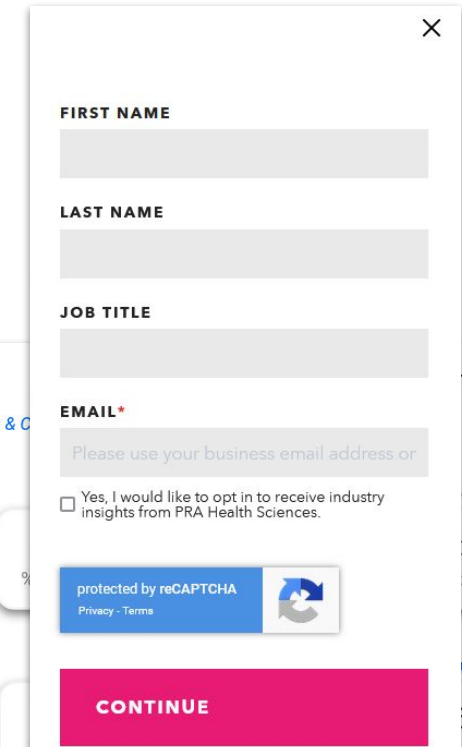 FIRST NAME
LAST NAME
JOB TITLE
EMAIL*
& C
Please use your business email address or
Yes, I would like to opt in to receive industry
insights from PRA Health Sciences.
%
protected by reCAPTCHA
Privacy - Terms
CONTINUE